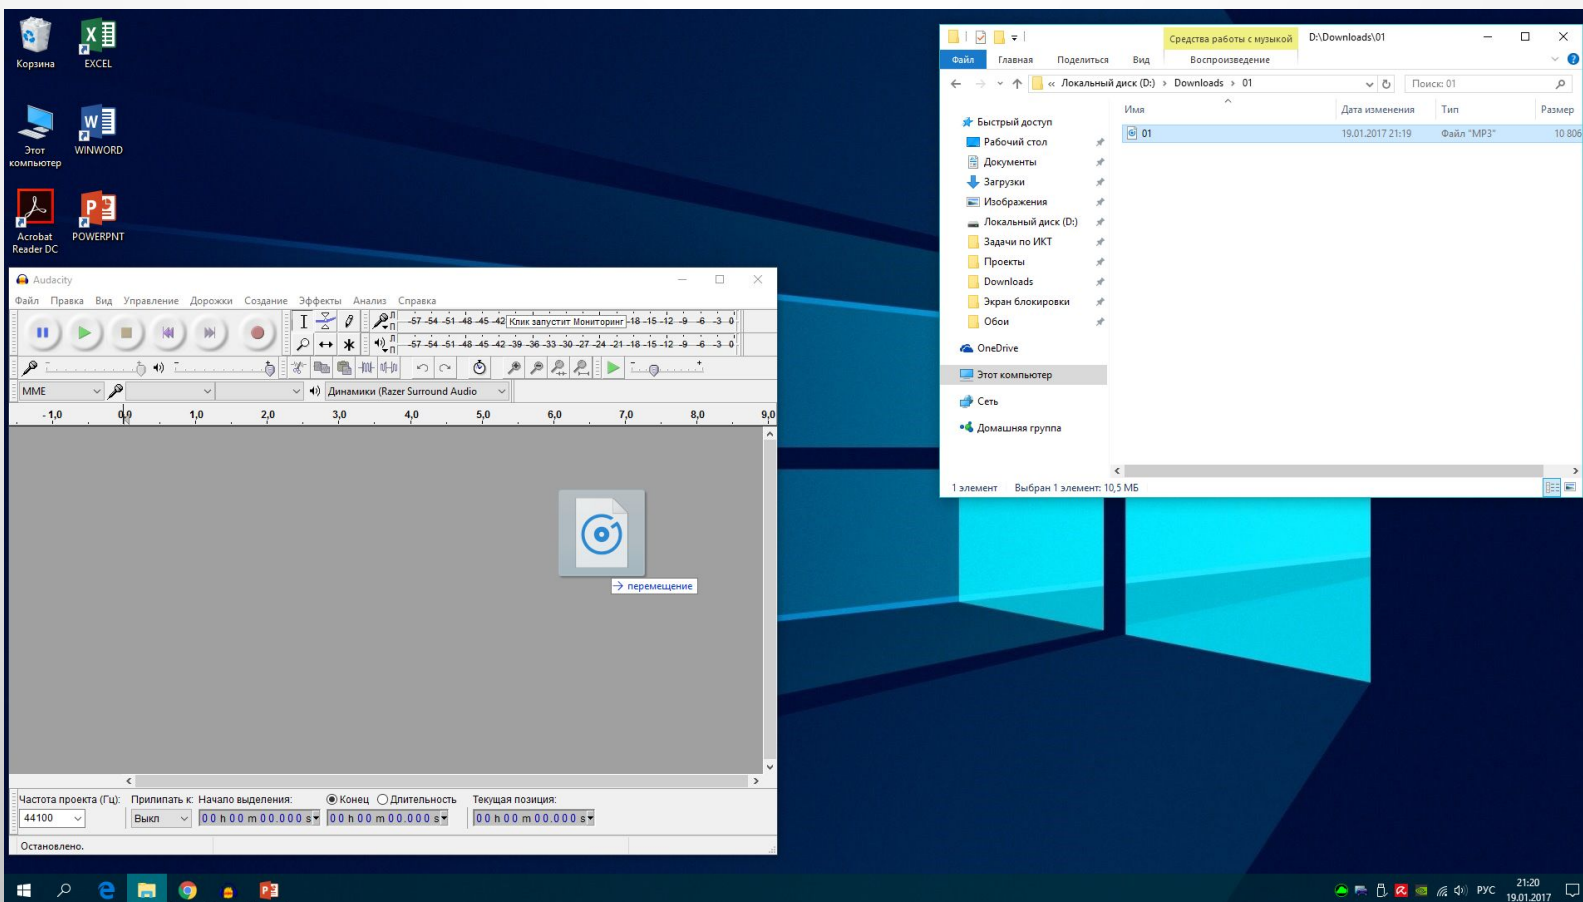 Корзина
EXCEL
Этот
компьютер
WINWORD
Acrobat
Reader DC
POWERPNT
Средства работы с музыкой
D:\Downloads\01
Файл Главная Поделиться Вид Воспроизведение
« Локальный диск (D:) › Downloads › 01
Поиск: 01
Имя Дата изменения Тип Размер
01 19.01.2017 21:19 Файл "MP3" 10 806
Быстрый доступ
Рабочий стол
Документы
Загрузки
Изображения
Локальный диск (D:)
Задачи по ИКТ
Проекты
Downloads
Экран блокировки
Обои
OneDrive
Этот компьютер
Сеть
Домашняя группа
1 элемент Выбран 1 элемент: 10,5 МБ
Audacity
Файл Правка Вид Управление Дорожки Создание Эффекты Анализ Справка
Л П -57 -54 -51 -48 -45 -42 Клик запустит Мониторинг -18 -15 -12 -9 -6 -3 0
Л П -57 -54 -51 -48 -45 -42 -39 -36 -33 -30 -27 -24 -21 -18 -15 -12 -9 -6 -3 0
MME Динамики (Razer Surround Audio
- 1,0 0,0 1,0 2,0 3,0 4,0 5,0 6,0 7,0 8,0 9,0
→ перемещение
Частота проекта (Гц): Прилипать к: Начало выделения: Конец Длительность Текущая позиция:
44100 Выкл 00 h 00 m 00.000 s 00 h 00 m 00.000 s 00 h 00 m 00.000 s
Остановлено.
РУС
21:20
19.01.2017